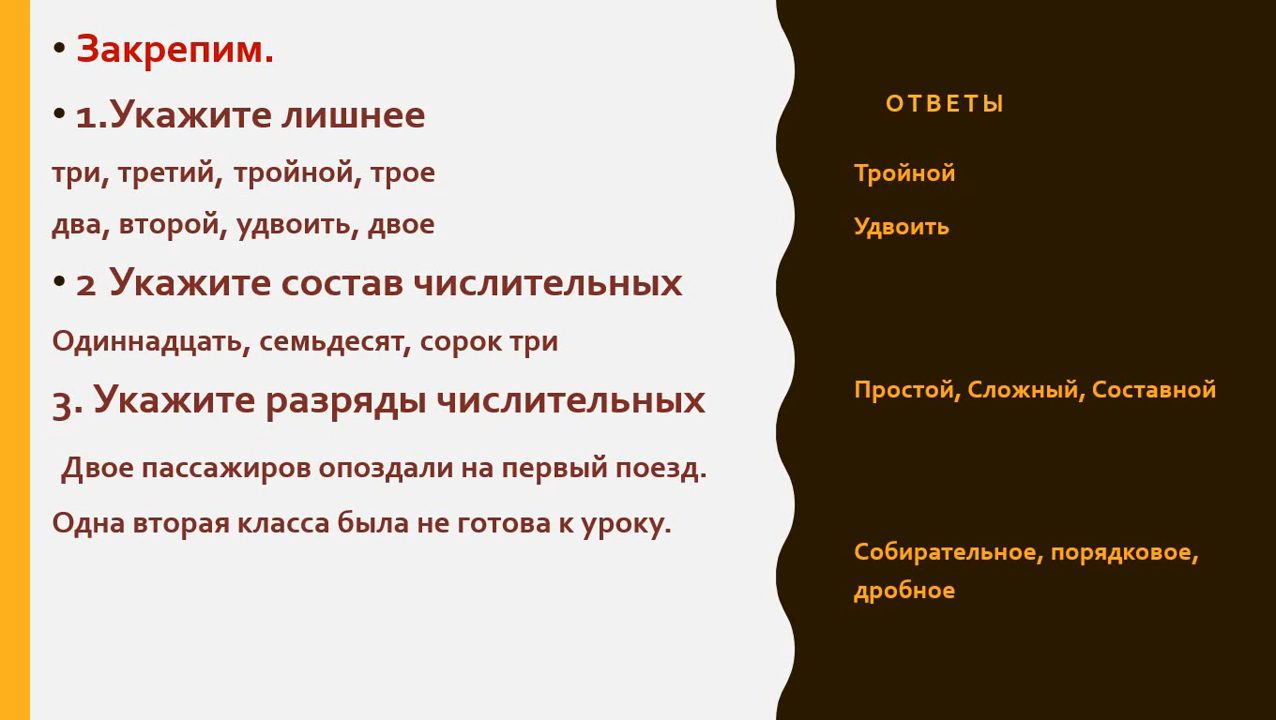 • Закрепим.
• 1.Укажите лишнее
три, третий, тройной, трое
два, второй, удвоить, двое
• 2 Укажите состав числительных
Одиннадцать, семьдесят, сорок три
3. Укажите разряды числительных
Двое пассажиров опоздали на первый поезд.
Одна вторая класса была не готова к уроку.
ОТВЕТЫ
Тройной
Удвоить
Простой, Сложный, Составной
Собирательное, порядковое,
дробное